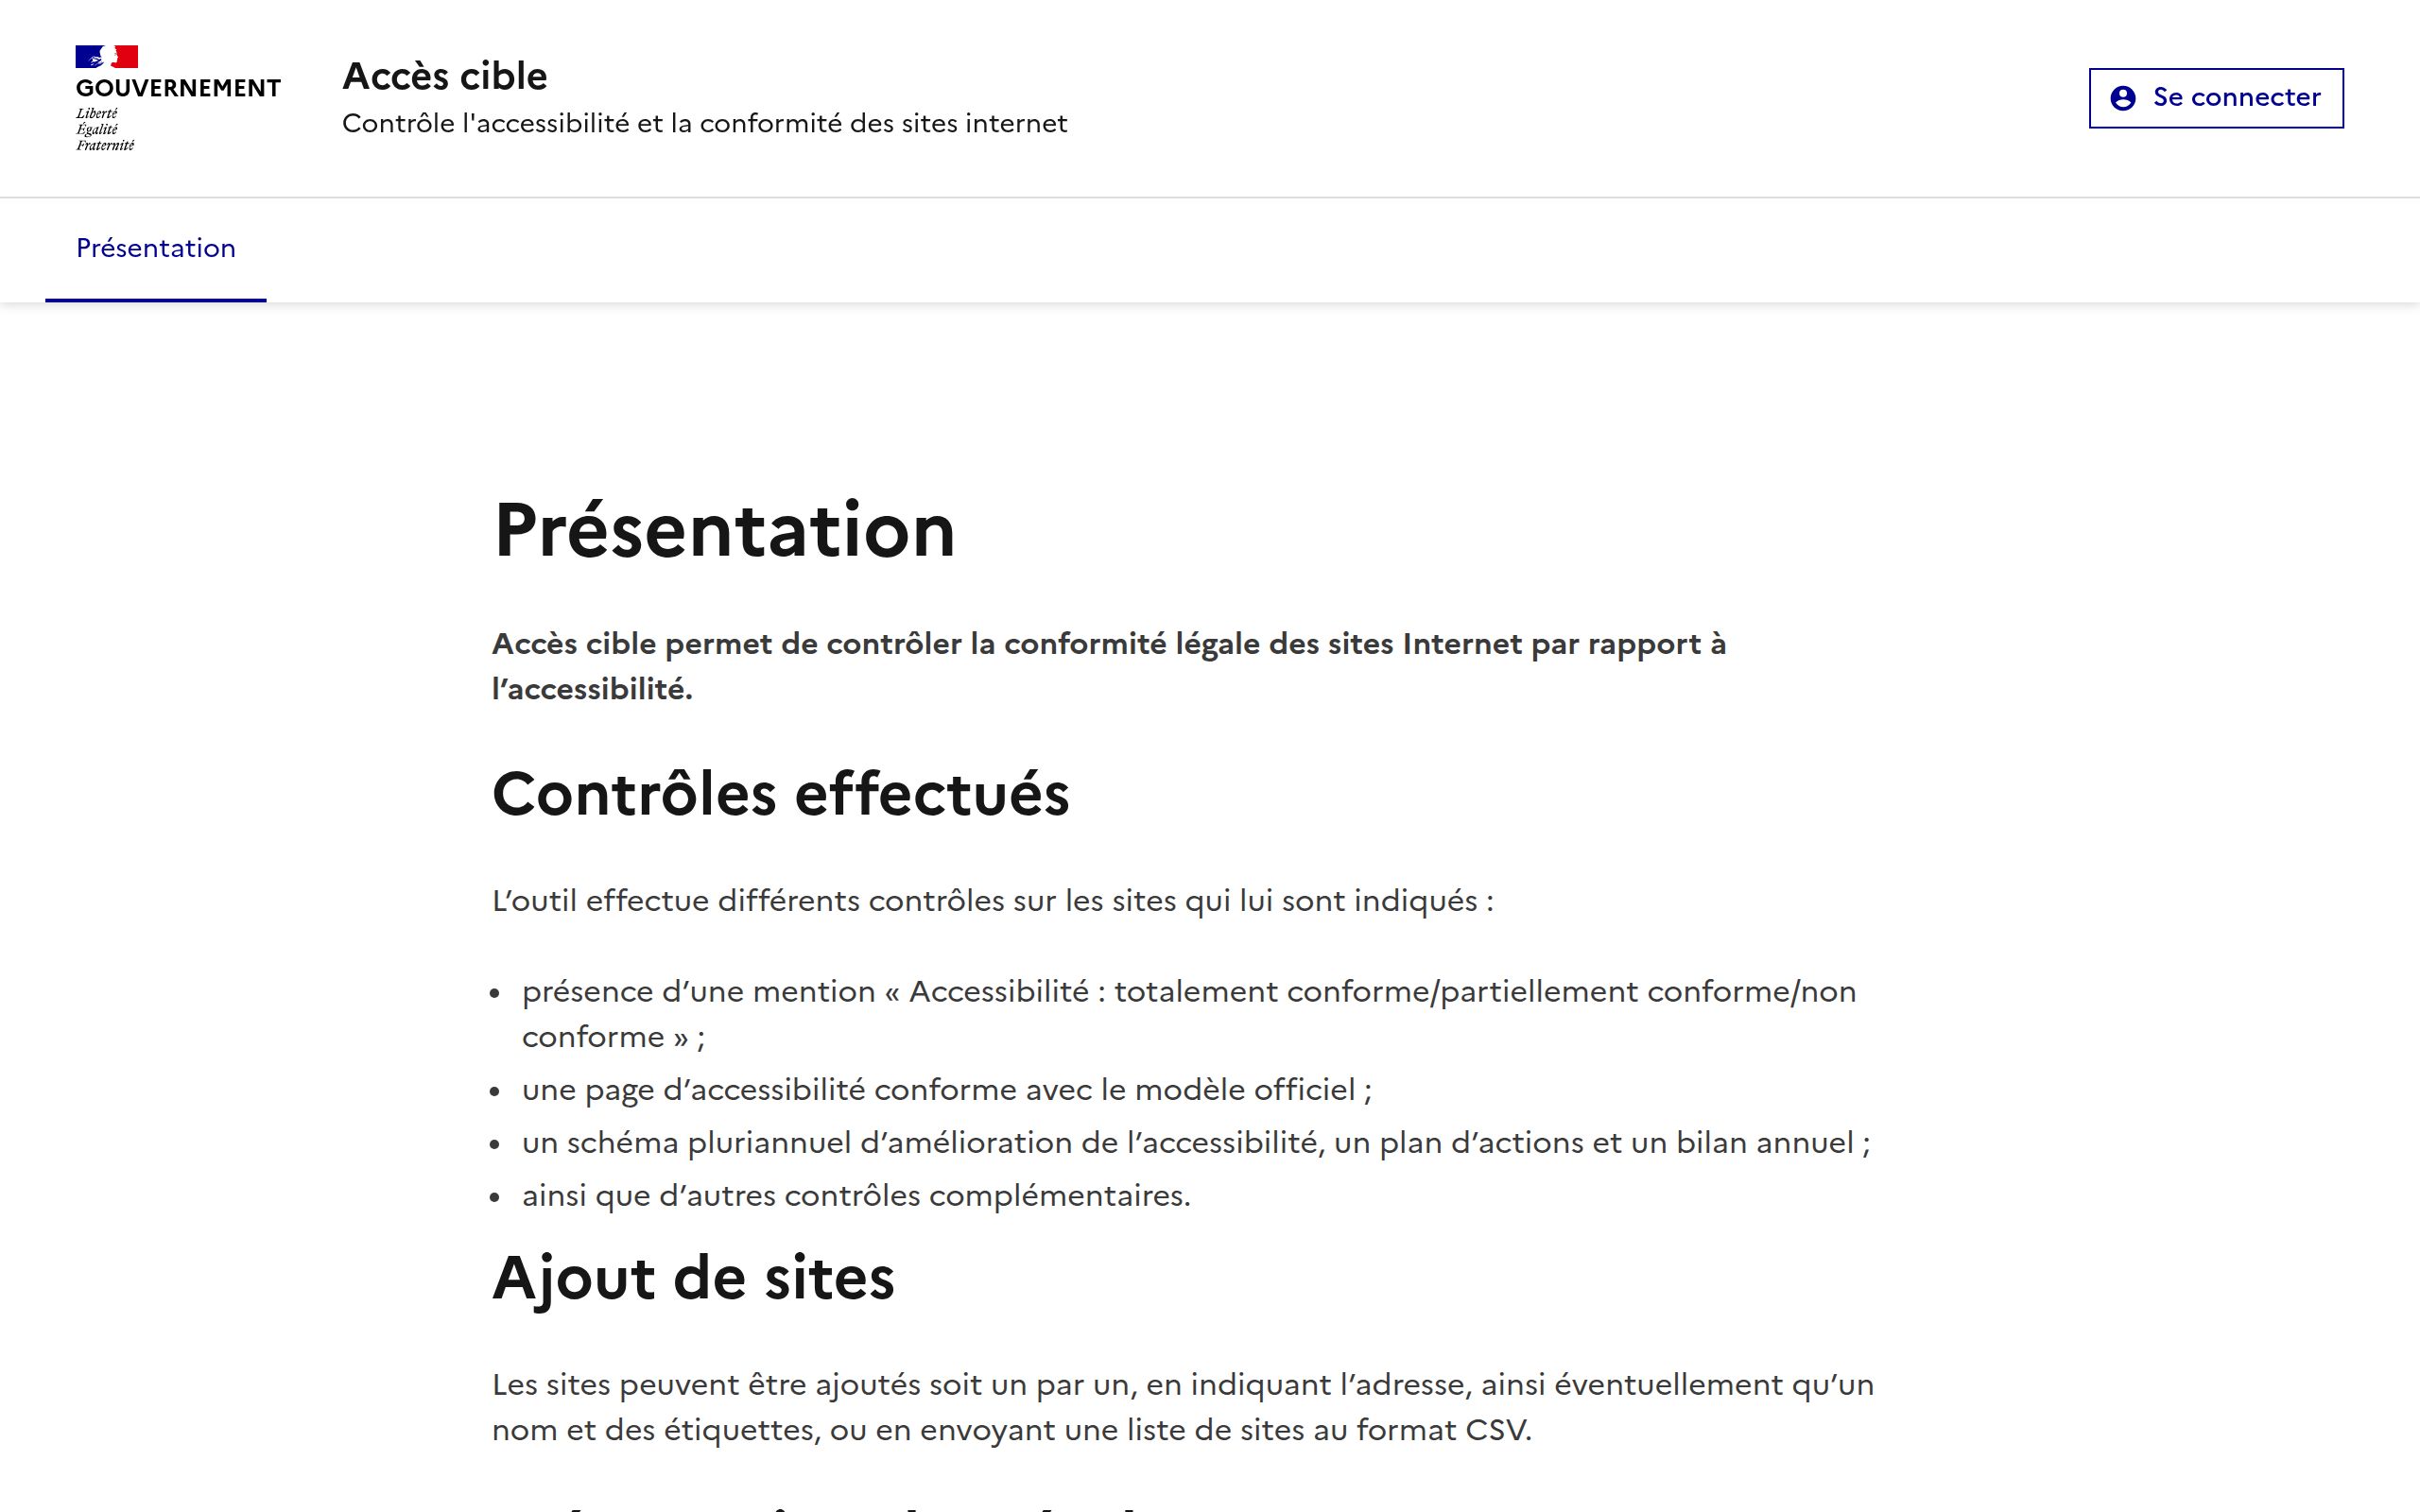 GOUVERNEMENT
Liberté
Égalité
Fraternité
Accès cible
Contrôle l'accessibilité et la conformité des sites internet
Se connecter
Présentation
Présentation
Accès cible permet de contrôler la conformité légale des sites Internet par rapport à
l’accessibilité.
Contrôles effectués
L’outil effectue différents contrôles sur les sites qui lui sont indiqués :
• présence d’une mention « Accessibilité : totalement conforme/partiellement conforme/non
conforme » ;
• une page d’accessibilité conforme avec le modèle officiel ;
• un schéma pluriannuel d’amélioration de l’accessibilité, un plan d’actions et un bilan annuel ;
• ainsi que d’autres contrôles complémentaires.
Ajout de sites
Les sites peuvent être ajoutés soit un par un, en indiquant l’adresse, ainsi éventuellement qu’un
nom et des étiquettes, ou en envoyant une liste de sites au format CSV.